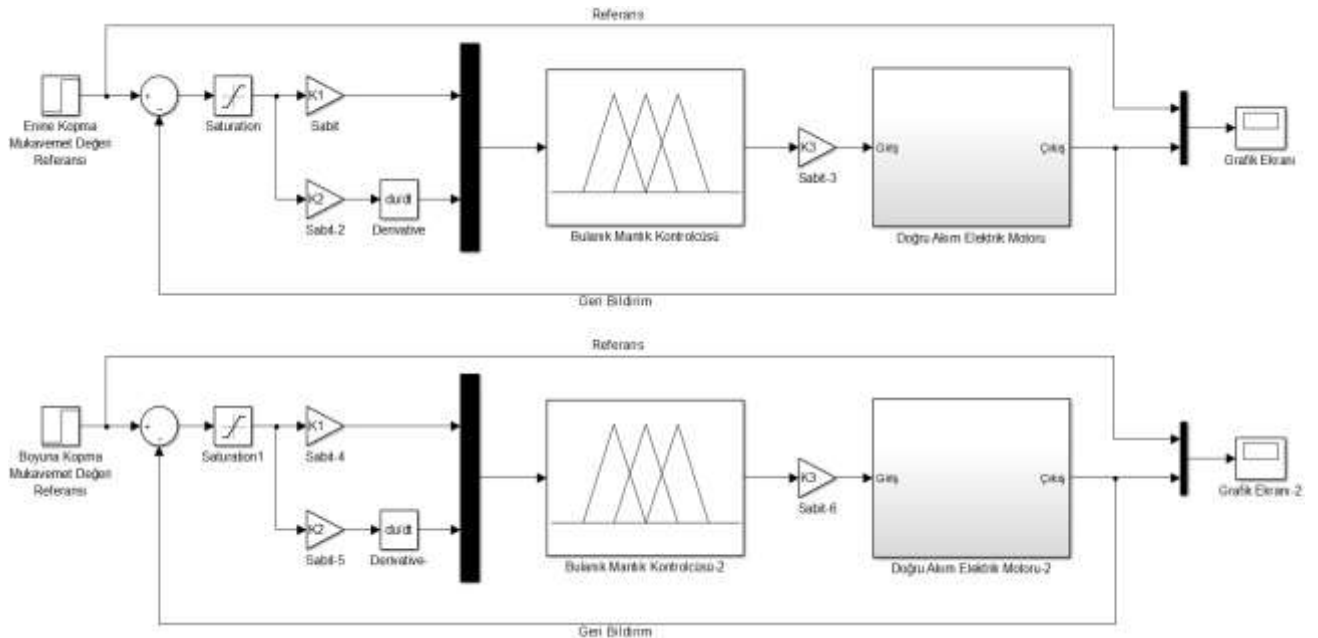 Referans
Enine Kopma
Mukavemet Değeri
Referansı
+
-
Saturation
K1
Sabit
K2
Sabit-2
du/dt
Derivative
Bulanık Mantık Kontrolcüsü
K3
Sabit-3
Giriş
Çıkış
Doğru Akım Elektrik Motoru
Grafik Ekranı
Geri Bildirim
Referans
Boyuna Kopma
Mukavemet Değeri
Referansı
+
-
Saturation1
K1
Sabit-4
K2
Sabit-5
du/dt
Derivative-
Bulanık Mantık Kontrolcüsü-2
K3
Sabit-6
Giriş
Çıkış
Doğru Akım Elektrik Motoru-2
Grafik Ekranı-2
Geri Bildirim